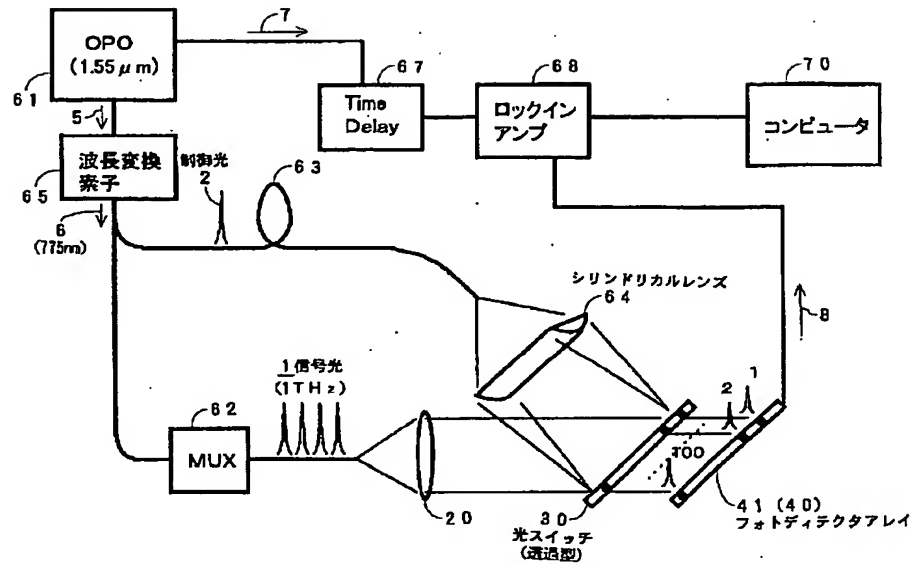 OPO
(1.55μm)
61
5
7
67
Time
Delay
68
ロックイン
アンプ
70
コンピュータ
波長変換
素子
65
6
(775nm)
制御光
2
63
シリンドリカルレンズ
64
1信号光
(1THz)
62
MUX
20
30
光スイッチ
(透過型)
1
2
100
8
41(40)
フォトディテクタアレイ